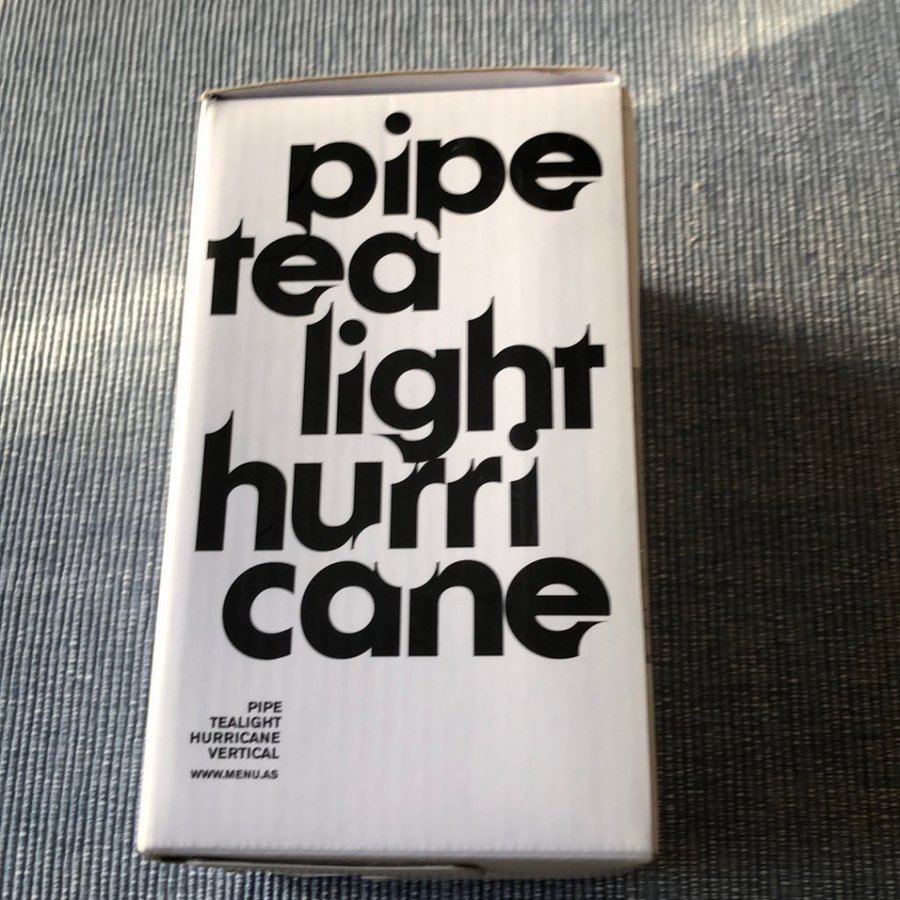 pipe
tea
light
hurri
cane
PIPE
TEALIGHT
HURRICANE
VERTICAL
WWW.MENU.AS